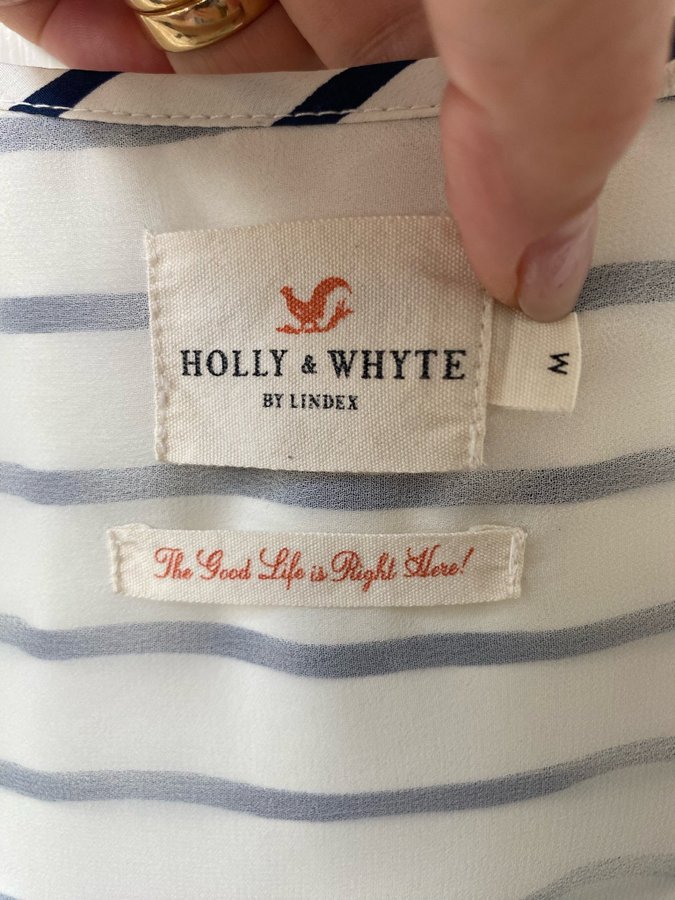 HOLLY & WHYTE
BY LINDEX
M
The Good Life is Right Here!